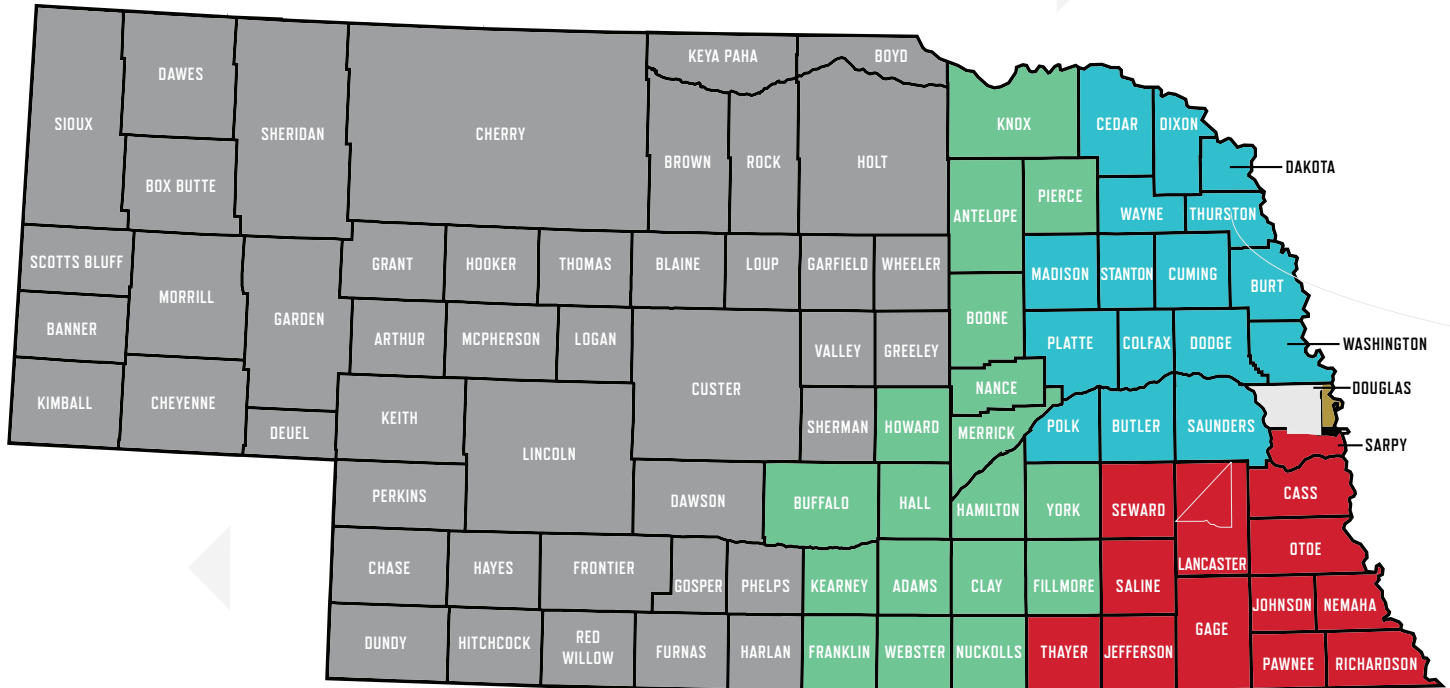 KEYA PAHA
BOYD
DAWES
SIOUX
SHERIDAN
CHERRY
KNOX
CEDAR
DIXON
BROWN
ROCK
HOLT
DAKOTA
BOX BUTTE
PIERCE
ANTELOPE
WAYNE
THURSTON
SCOTTS BLUFF
GRANT
HOOKER
THOMAS
BLAINE
LOUP
GARFIELD
WHEELER
MADISON
STANTON
CUMING
BURT
MORRILL
GARDEN
BOONE
BANNER
ARTHUR
MCPHERSON
LOGAN
VALLEY
GREELEY
PLATTE
COLFAX
DODGE
WASHINGTON
CUSTER
NANCE
DOUGLAS
KIMBALL
CHEYENNE
KEITH
DEUEL
SHERMAN
HOWARD
MERRICK
POLK
BUTLER
SAUNDERS
SARPY
LINCOLN
PERKINS
DAWSON
BUFFALO
HALL
HAMILTON
YORK
SEWARD
CASS
OTOE
LANCASTER
CHASE
HAYES
FRONTIER
GOSPER
PHELPS
KEARNEY
ADAMS
CLAY
FILLMORE
SALINE
JOHNSON
NEMAHA
GAGE
DUNDY
HITCHCOCK
RED
WILLOW
FURNAS
HARLAN
FRANKLIN
WEBSTER
NUCKOLLS
THAYER
JEFFERSON
PAWNEE
RICHARDSON